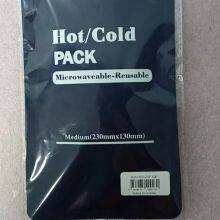 Hot/Cold
PACK
Microwaveable-Reusable
Medium(230mmx130mm)